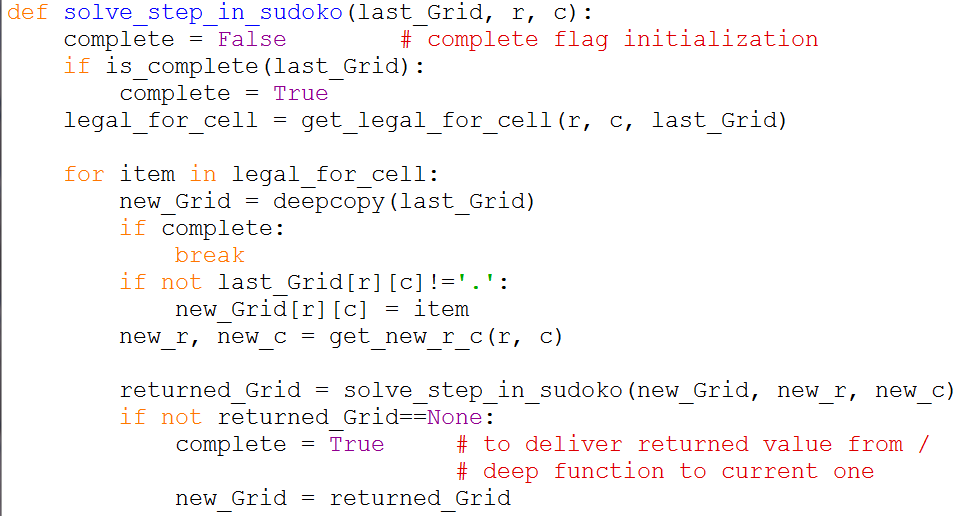 def solve_step_in_sudoko(last_Grid, r, c):
    complete = False        # complete flag initialization
    if is_complete(last_Grid):
        complete = True
    legal_for_cell = get_legal_for_cell(r, c, last_Grid)

    for item in legal_for_cell:
        new_Grid = deepcopy(last_Grid)
        if complete:
            break
        if not last_Grid[r][c]!='.':
            new_Grid[r][c] = item
        new_r, new_c = get_new_r_c(r, c)

        returned_Grid = solve_step_in_sudoko(new_Grid, new_r, new_c)
        if not returned_Grid==None:
            complete = True     # to deliver returned value from /
                                # deep function to current one
            new_Grid = returned_Grid